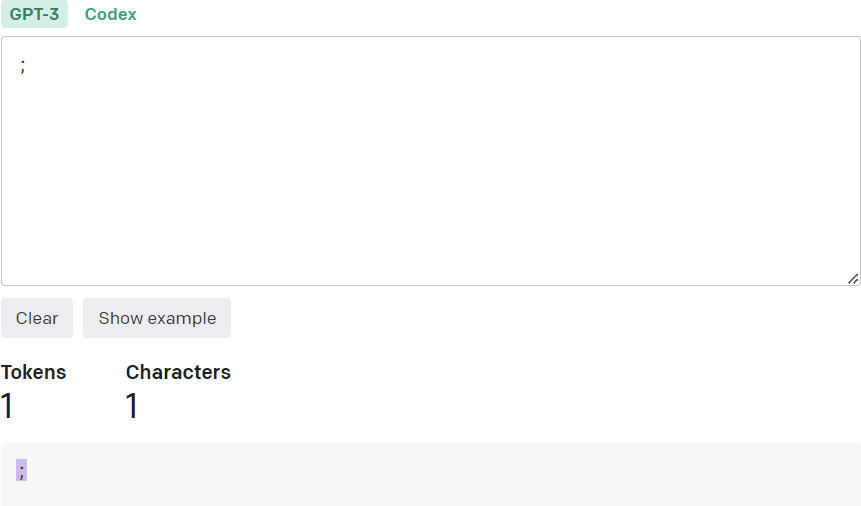 GPT-3 Codex
;
Clear Show example
Tokens Characters
1 1
;